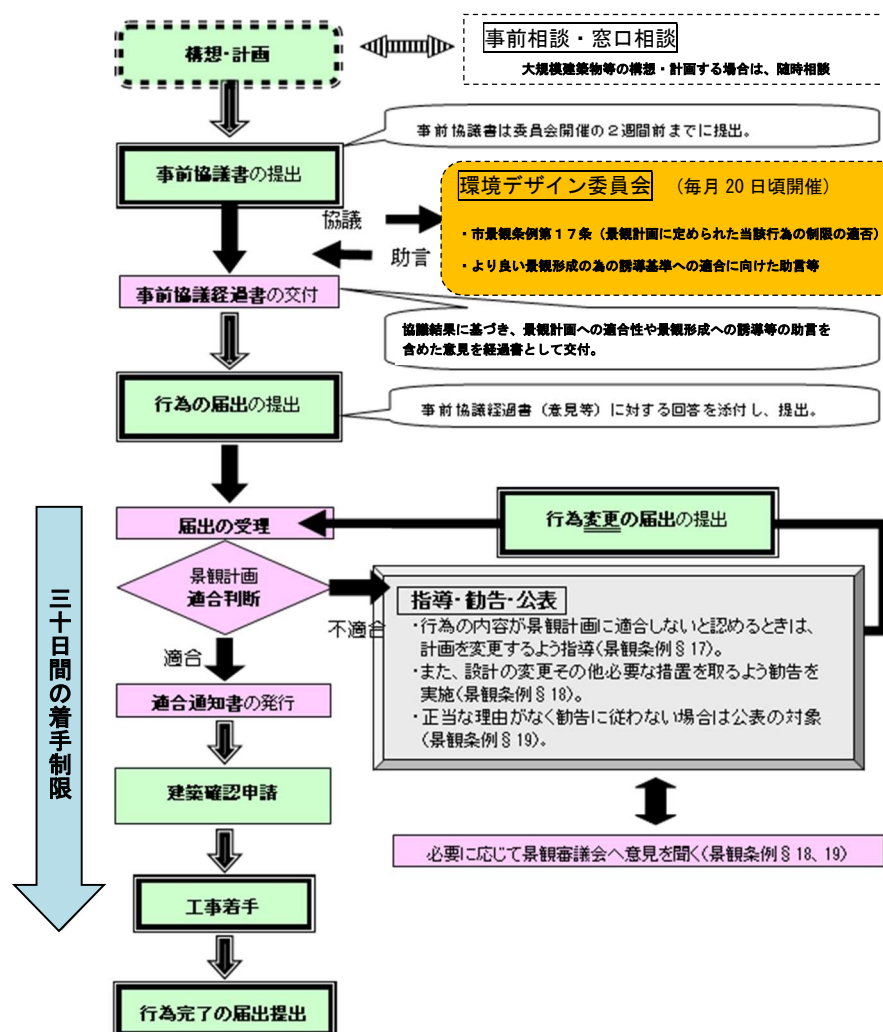 構想・計画
事前相談・窓口相談
大規模建築物等の構想・計画する場合は、随時相談
事前協議書は委員会開催の２週間前までに提出。
事前協議書の提出
環境デザイン委員会　（毎月 20 日頃開催）
・市景観条例第１７条（景観計画に定められた当該行為の制限の適否）
・より良い景観形成の為の誘導基準への適合に向けた助言等
協議
助言
事前協議経過書の交付
協議結果に基づき、景観計画への適合性や景観形成への誘導等の助言を
含めた意見を経過書として交付。
行為の届出の提出
事前協議経過書（意見等）に対する回答を添付し、提出。
三十日間の着手制限
届出の受理
行為変更の届出の提出
景観計画
適合判断
不適合
適合
指導・勧告・公表
・行為の内容が景観計画に適合しないと認めるときは、
計画を変更するよう指導（景観条例§17）。
・また、設計の変更その他必要な措置を取るよう勧告を
実施（景観条例§18）。
・正当な理由がなく勧告に従わない場合は公表の対象
（景観条例§19）。
適合通知書の発行
建築確認申請
必要に応じて景観審議会へ意見を聞く（景観条例§18、19）
工事着手
行為完了の届出提出